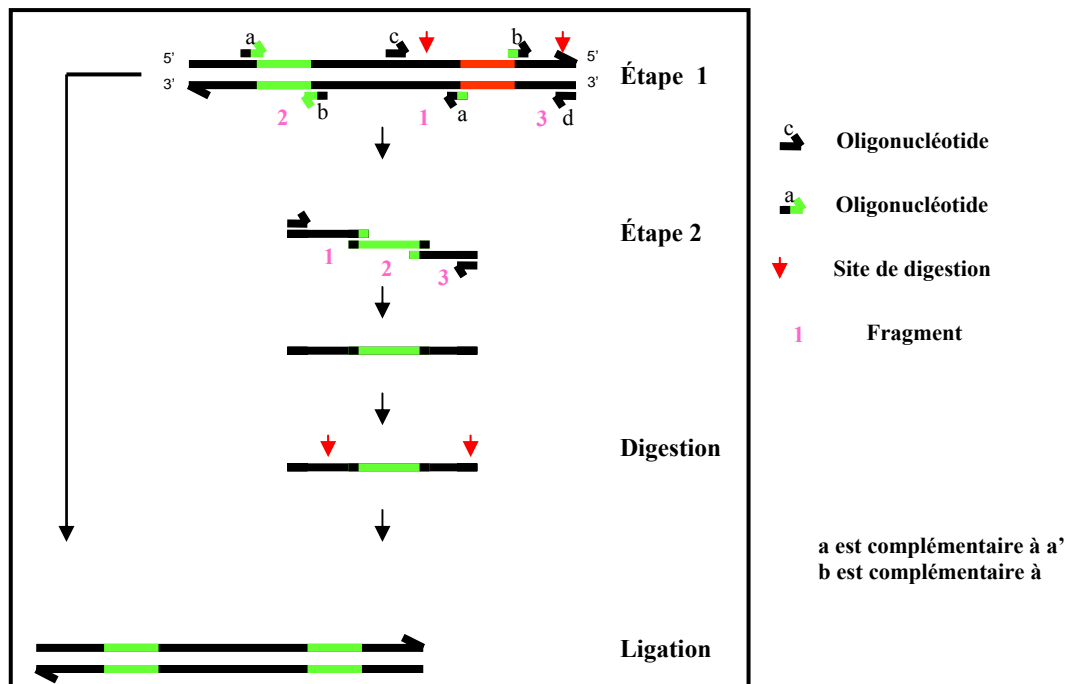 a c b
5' 5'
Étape 1
3' 3'
2 b 1 a 3 d
c Oligonucléotide
a Oligonucléotide
Étape 2
1 2 3
Site de digestion
1 Fragment
Digestion
a est complémentaire à a'
b est complémentaire à
Ligation